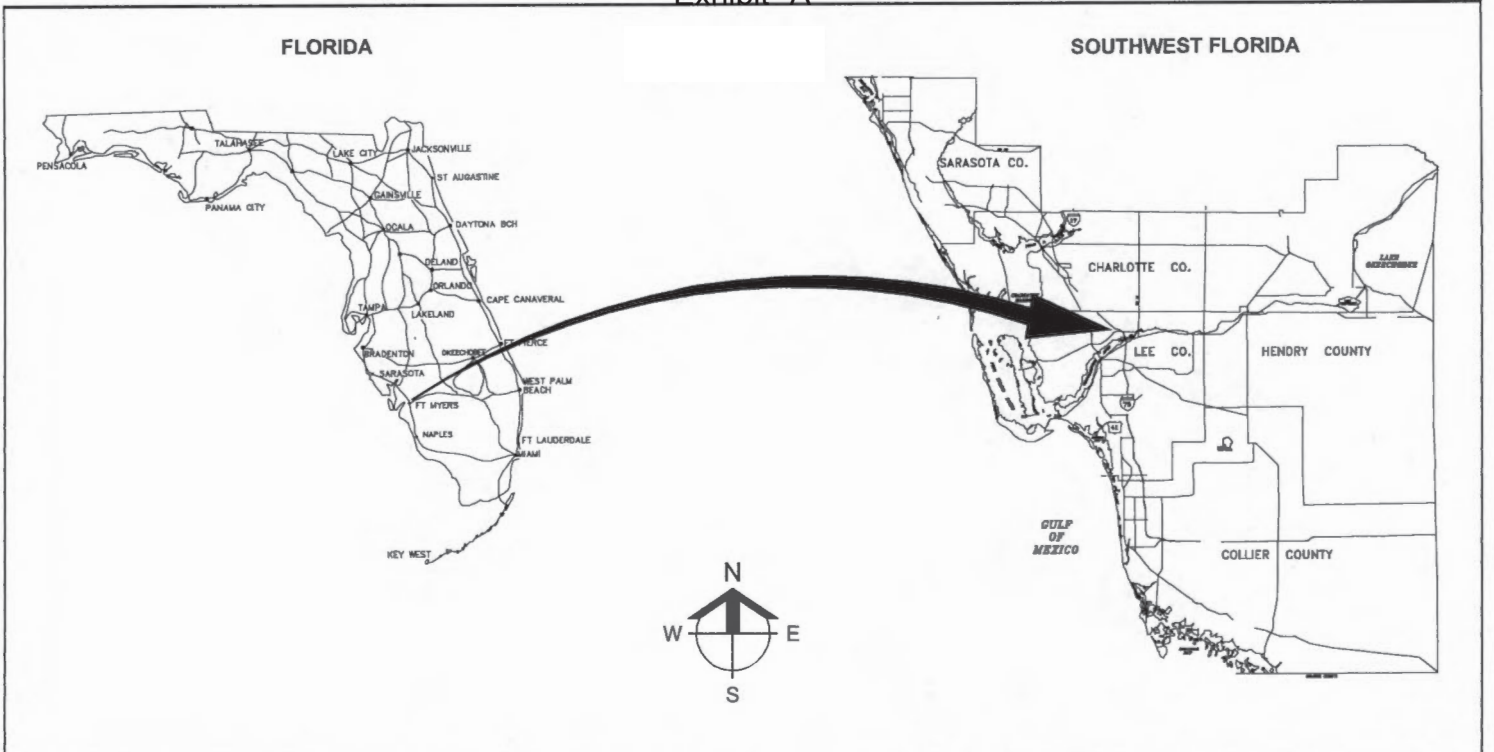 Exhibit "A"
FLORIDA
SOUTHWEST FLORIDA
PENSACOLA
TALAHASEE
LAKE CITY
JACKSONVILLE
ST AUGUSTINE
PANAMA CITY
GAINSVILLE
OCALA
DAYTONA BCH
DELAND
ORLANDO
TAMPA
LAKELAND
CAPE CANAVERAL
BRADENTON
OKEECHOBEE
FT PIERCE
SARASOTA
WEST PALM
BEACH
FT MYERS
NAPLES
FT LAUDERDALE
MIAMI
KEY WEST
SARASOTA CO.
CHARLOTTE CO.
LAKE
OKEECHOBEE
LEE CO.
HENDRY COUNTY
75
GULF
OF
MEXICO
COLLIER COUNTY
N
W E
S